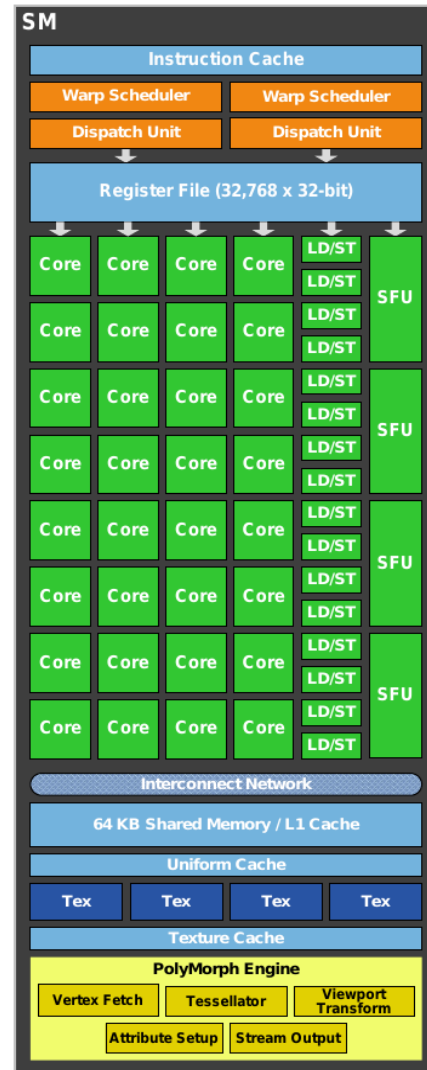 SM
Instruction Cache
Warp Scheduler Warp Scheduler
Dispatch Unit Dispatch Unit
Register File (32,768 x 32-bit)
Core Core Core Core LD/ST SFU
LD/ST
Core Core Core Core LD/ST
LD/ST
Core Core Core Core LD/ST SFU
LD/ST
Core Core Core Core LD/ST
LD/ST
Core Core Core Core LD/ST SFU
LD/ST
Core Core Core Core LD/ST
LD/ST
Core Core Core Core LD/ST SFU
LD/ST
Core Core Core Core LD/ST
LD/ST
Interconnect Network
64 KB Shared Memory / L1 Cache
Uniform Cache
Tex Tex Tex Tex
Texture Cache
PolyMorph Engine
Vertex Fetch Tessellator Viewport
Transform
Attribute Setup Stream Output